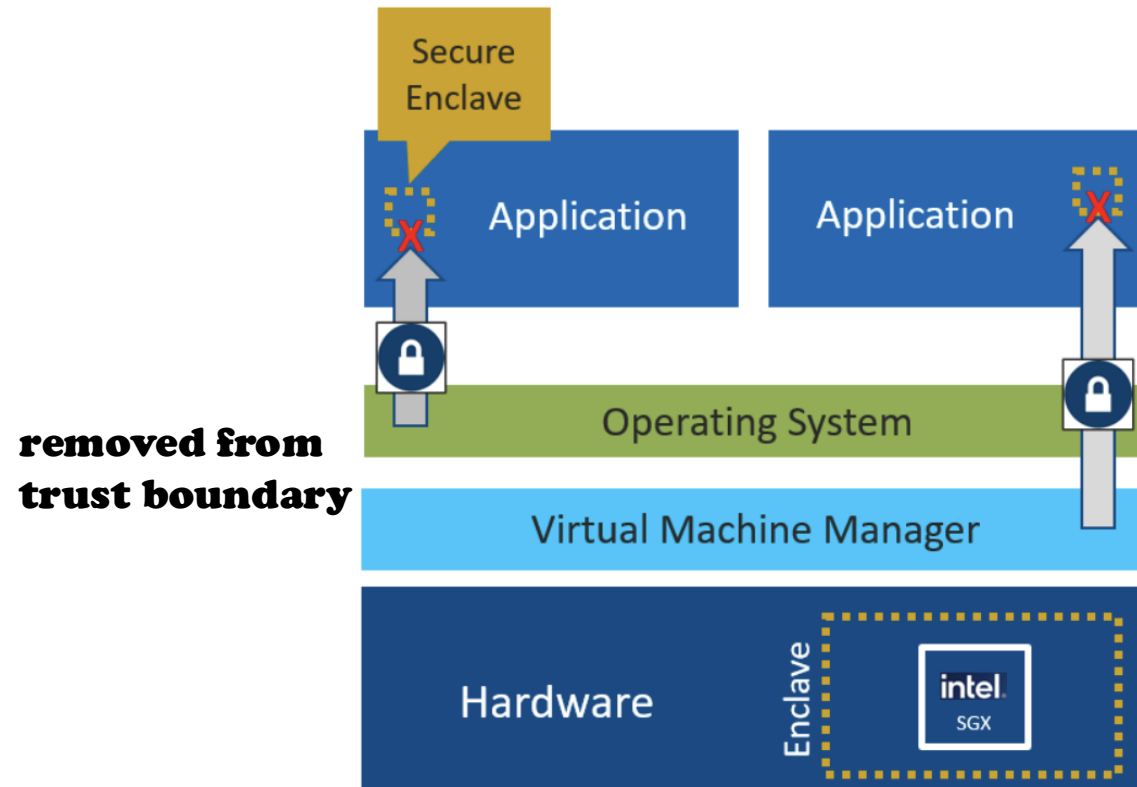 Secure
Enclave
Application
Application
X
X
Operating System
removed from
trust boundary
Virtual Machine Manager
Hardware
Enclave
intel.
SGX